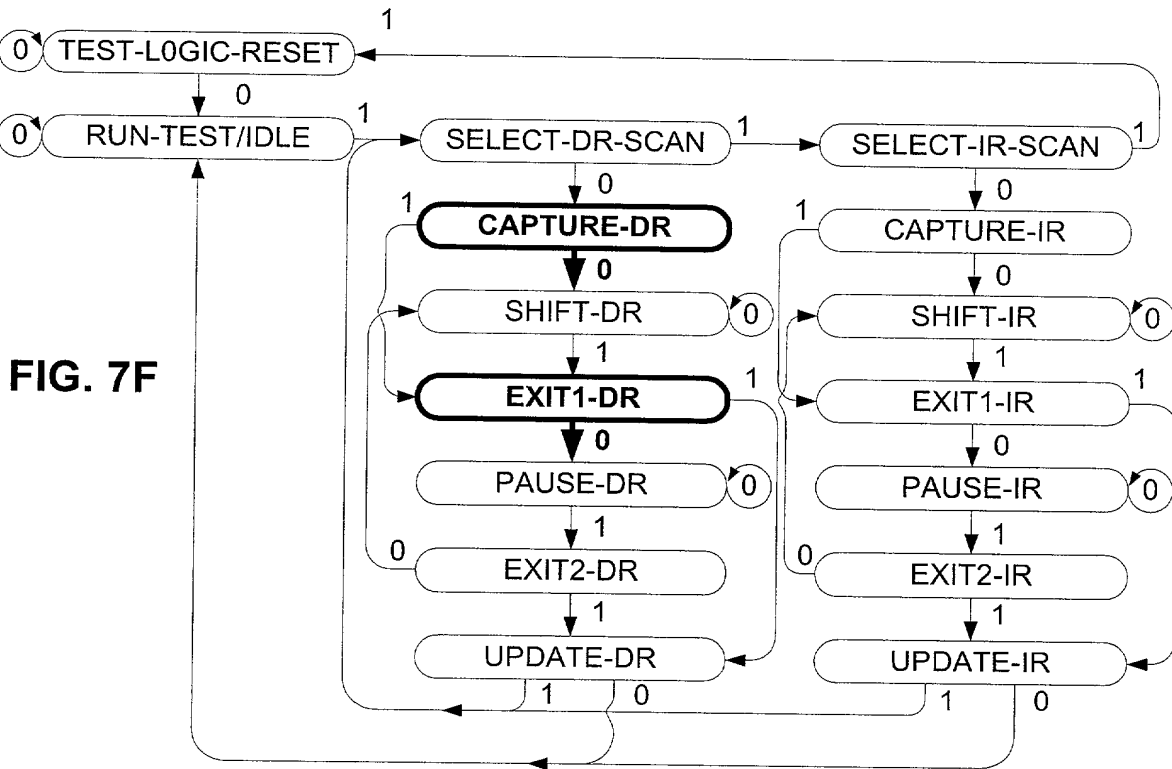 1
0 TEST-L0GIC-RESET
0
0 RUN-TEST/IDLE 1
SELECT-DR-SCAN 1
SELECT-IR-SCAN 1
0 0
1 CAPTURE-DR
1 CAPTURE-IR
0 0
SHIFT-DR 0
SHIFT-IR 0
1 1
FIG. 7F
EXIT1-DR 1
EXIT1-IR 1
0 0
PAUSE-DR 0
PAUSE-IR 0
1 1
0 EXIT2-DR
0 EXIT2-IR
1 1
UPDATE-DR
UPDATE-IR
1 0 1 0